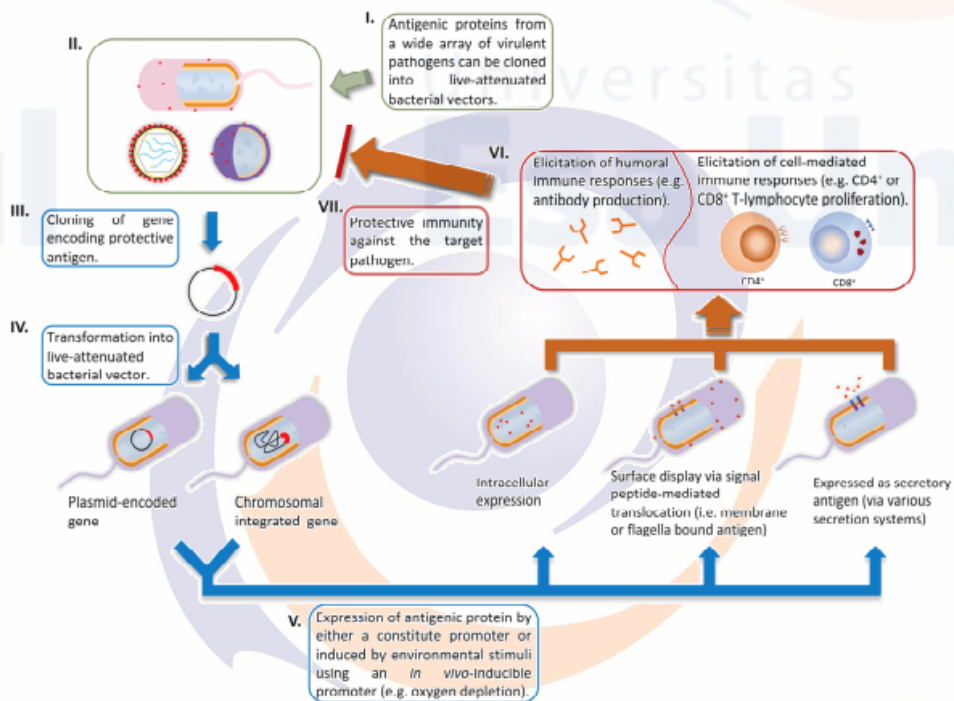 I.
Antigenic proteins from
a wide array of virulent
pathogens can be cloned
into live-attenuated
bacterial vectors.
II.
Universitas
Esa Un
VI.
Elicitation of humoral
immune responses (e.g.
antibody production).
Elicitation of cell-mediated
immune responses (e.g. CD4⁺ or
CD8⁺ T-lymphocyte proliferation).
CD4⁺
CD8⁺
VII.
Protective immunity
against the target
pathogen.
III.
Cloning of gene
encoding protective
antigen.
IV.
Transformation into
live-attenuated
bacterial vector.
Plasmid-encoded
gene
Chromosomal
integrated gene
Intracellular
expression
Surface display via signal
peptide-mediated
translocation (i.e. membrane
or flagella bound antigen)
Expressed as secretory
antigen (via various
secretion systems)
V.
Expression of antigenic protein by
either a constitute promoter or
induced by environmental stimuli
using an in vivo-inducible
promoter (e.g. oxygen depletion).